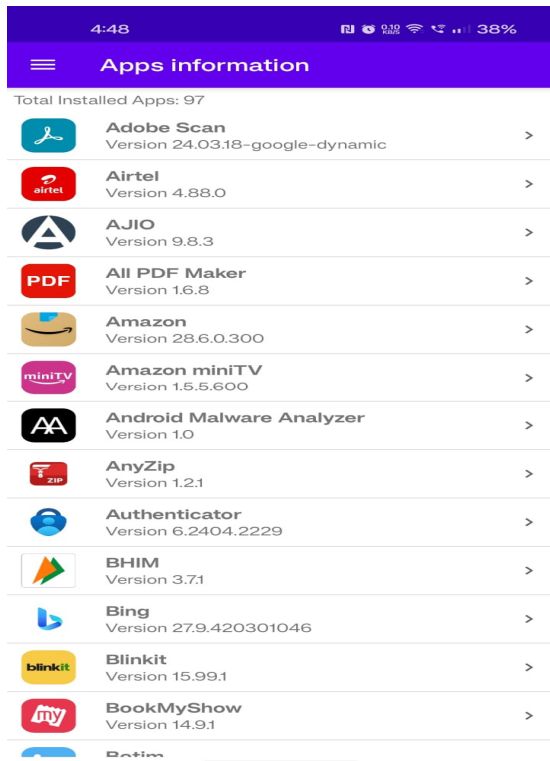 4:48
0.10 KB/S
38%
Apps information
Total Installed Apps: 97
Adobe Scan
Version 24.03.18-google-dynamic
airtel
Airtel
Version 4.88.0
AJIO
Version 9.8.3
PDF
All PDF Maker
Version 1.6.8
Amazon
Version 28.6.0.300
miniTV
Amazon miniTV
Version 1.5.5.600
AA
Android Malware Analyzer
Version 1.0
ZIP
AnyZip
Version 1.2.1
Authenticator
Version 6.2404.2229
BHIM
Version 3.7.1
Bing
Version 27.9.420301046
blinkit
Blinkit
Version 15.99.1
my
BookMyShow
Version 14.9.1
Botim